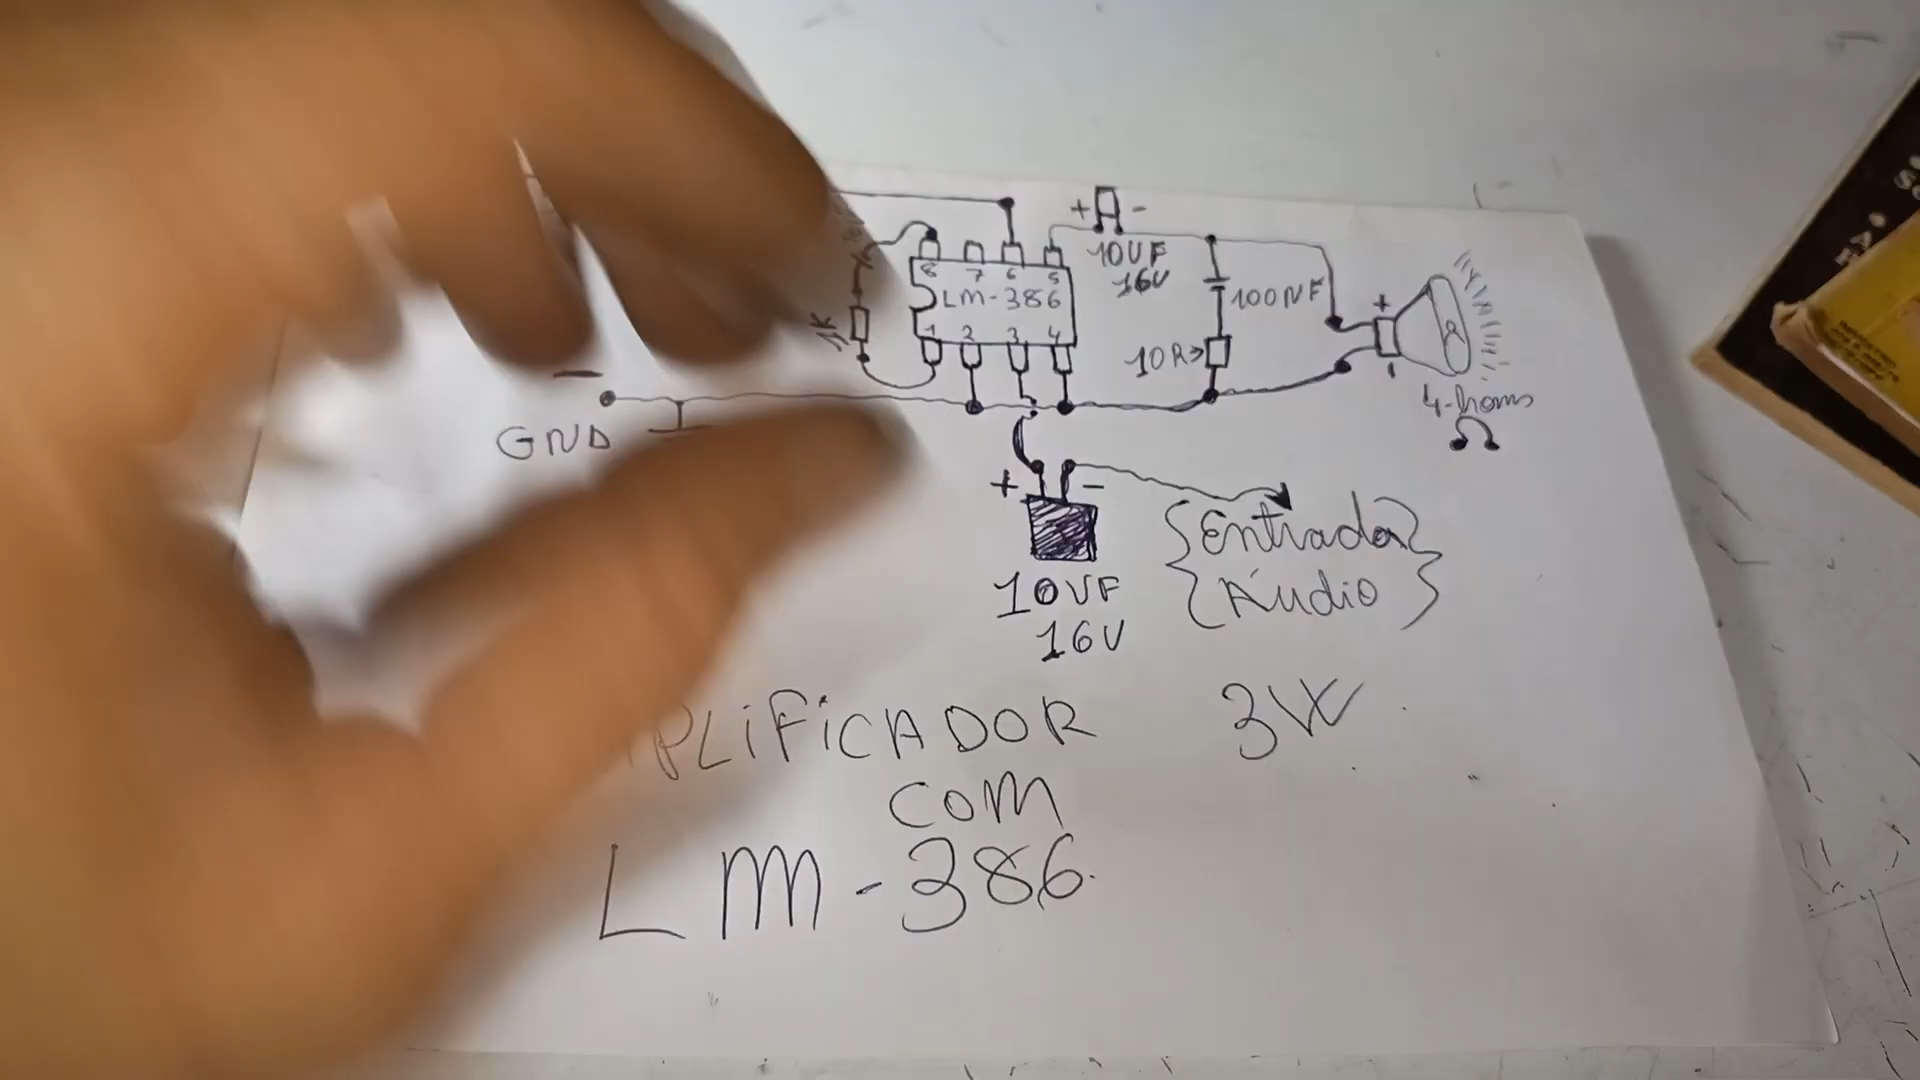 + -
10UF
16V
8 7 6 5
LM-386
1 2 3 4
1K
100NF
10R>
+
-
4-homs
GND
+ -
10UF
16V
Entrada
Áudio
PLiFiCADOR 3W
COM
LM-386